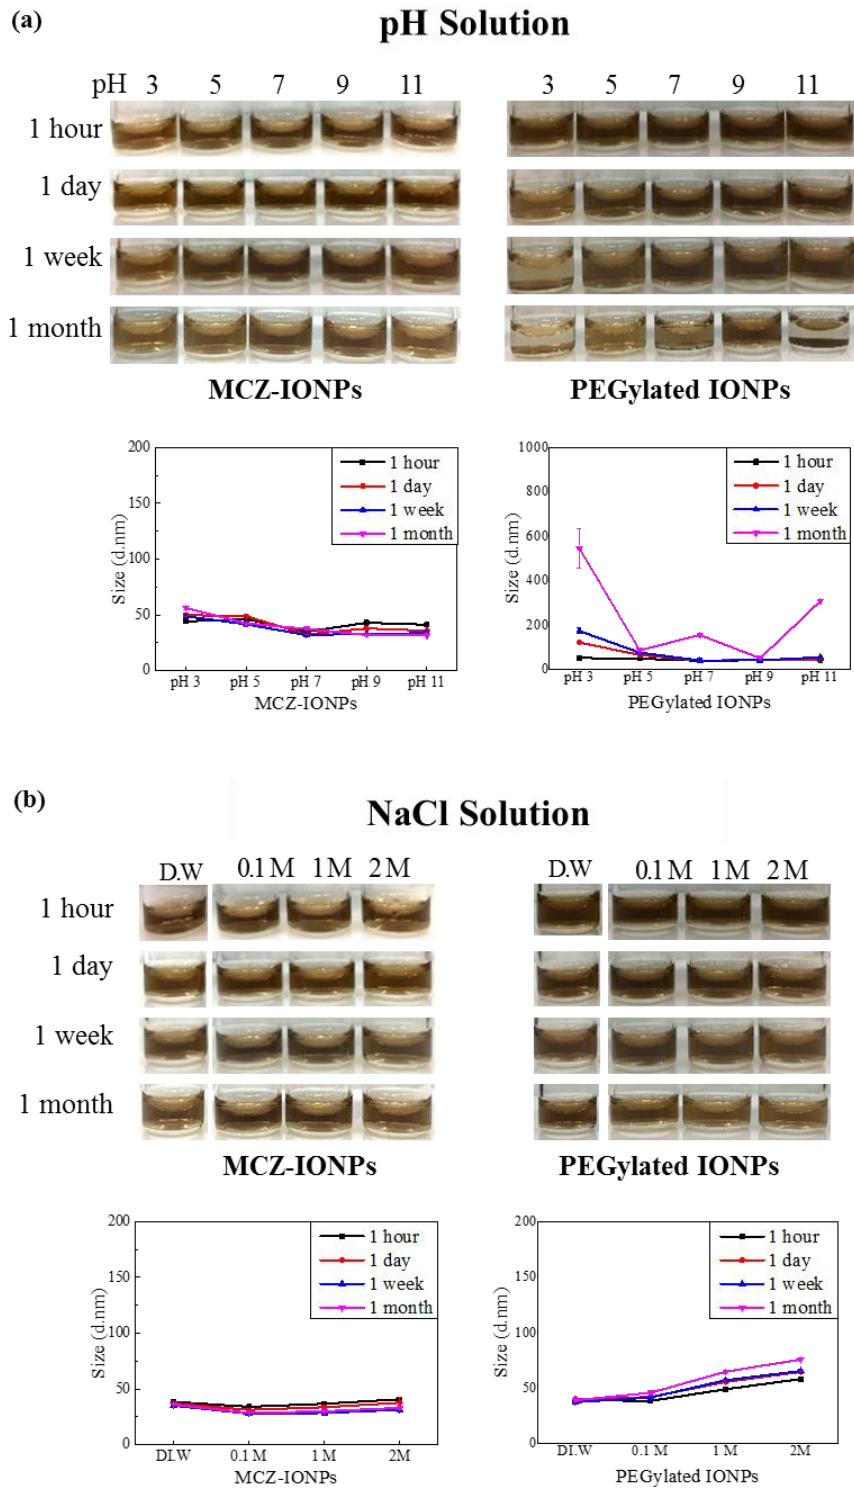 (a)
pH Solution
pH 3 5 7 9 11
3 5 7 9 11
1 hour
1 day
1 week
1 month
MCZ-IONPs
PEGylated IONPs
200
150
100
50
0
Size (d.nm)
1 hour
1 day
1 week
1 month
pH 3 pH 5 pH 7 pH 9 pH 11
MCZ-IONPs
1000
800
600
400
200
0
Size (d.nm)
1 hour
1 day
1 week
1 month
pH 3 pH 5 pH 7 pH 9 pH 11
PEGylated IONPs
(b)
NaCl Solution
D.W 0.1 M 1 M 2 M
D.W 0.1 M 1 M 2 M
1 hour
1 day
1 week
1 month
MCZ-IONPs
PEGylated IONPs
200
150
100
50
0
Size (d.nm)
1 hour
1 day
1 week
1 month
DI.W 0.1 M 1 M 2M
MCZ-IONPs
200
150
100
50
0
Size (d.nm)
1 hour
1 day
1 week
1 month
DI.W 0.1 M 1 M 2M
PEGylated IONPs